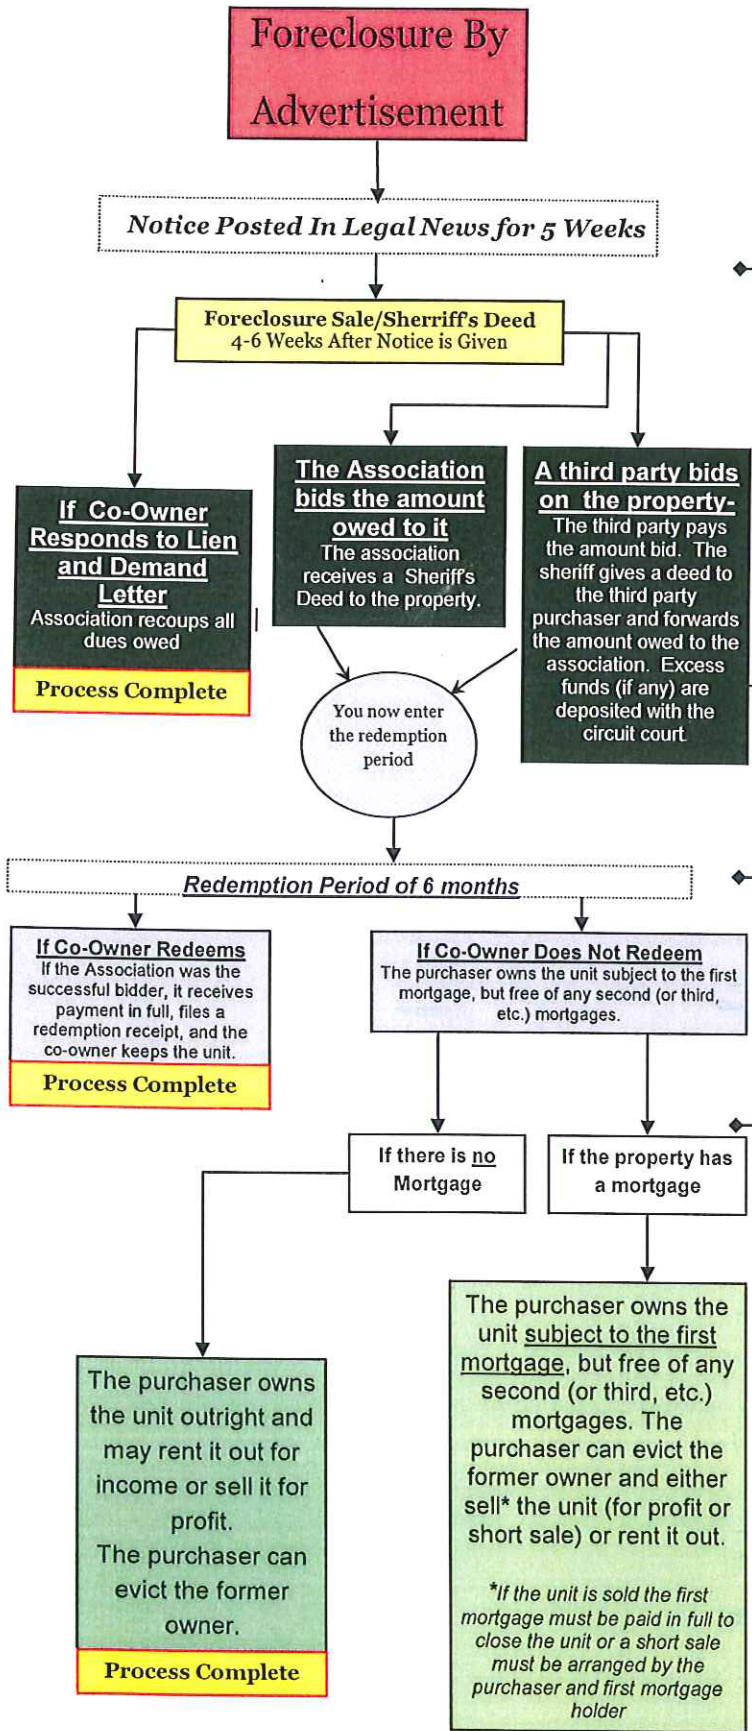 Foreclosure By
Advertisement
Notice Posted In Legal News for 5 Weeks
Foreclosure Sale/Sherriff's Deed
4-6 Weeks After Notice is Given
If Co-Owner
Responds to Lien
and Demand
Letter
Association recoups all
dues owed
Process Complete
The Association
bids the amount
owed to it
The association
receives a Sheriff's
Deed to the property.
A third party bids
on the property-
The third party pays
the amount bid. The
sheriff gives a deed to
the third party
purchaser and forwards
the amount owed to the
association. Excess
funds (if any) are
deposited with the
circuit court.
You now enter
the redemption
period
Redemption Period of 6 months
If Co-Owner Redeems
If the Association was the
successful bidder, it receives
payment in full, files a
redemption receipt, and the
co-owner keeps the unit.
Process Complete
If Co-Owner Does Not Redeem
The purchaser owns the unit subject to the first
mortgage, but free of any second (or third,
etc.) mortgages.
If there is no
Mortgage
If the property has
a mortgage
The purchaser owns
the unit outright and
may rent it out for
income or sell it for
profit.
The purchaser can
evict the former
owner.
Process Complete
The purchaser owns the
unit subject to the first
mortgage, but free of any
second (or third, etc.)
mortgages. The
purchaser can evict the
former owner and either
sell* the unit (for profit or
short sale) or rent it out.
*If the unit is sold the first
mortgage must be paid in full to
close the unit or a short sale
must be arranged by the
purchaser and first mortgage
holder